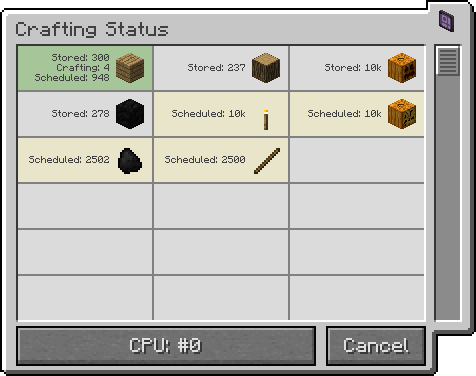 Crafting Status
Stored: 300
Crafting: 4
Scheduled: 948
Stored: 237
Stored: 10k
Stored: 278
Scheduled: 10k
Scheduled: 10k
Scheduled: 2502
Scheduled: 2500
CPU: #0
Cancel